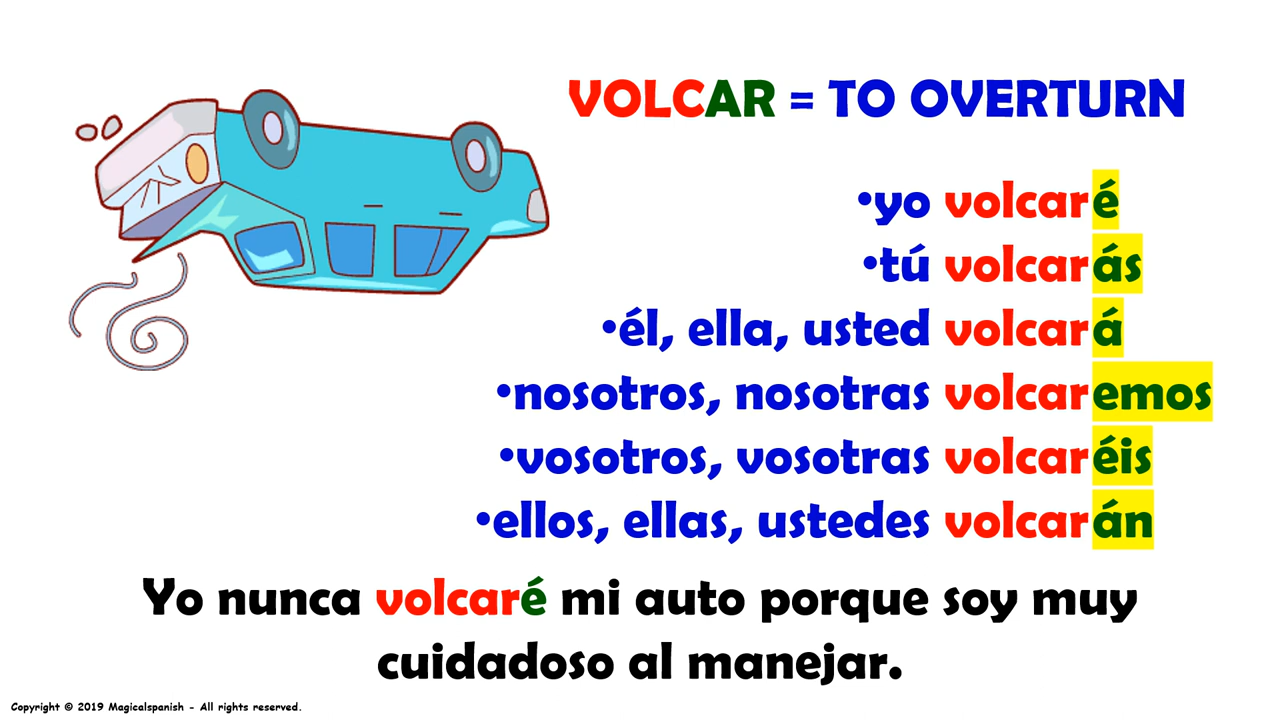 VOLCAR = TO OVERTURN
•yo volcaré
•tú volcarás
•él, ella, usted volcará
•nosotros, nosotras volcaremos
•vosotros, vosotras volcaréis
•ellos, ellas, ustedes volcarán
Yo nunca volcaré mi auto porque soy muy
cuidadoso al manejar.
Copyright © 2019 Magicalspanish - All rights reserved.